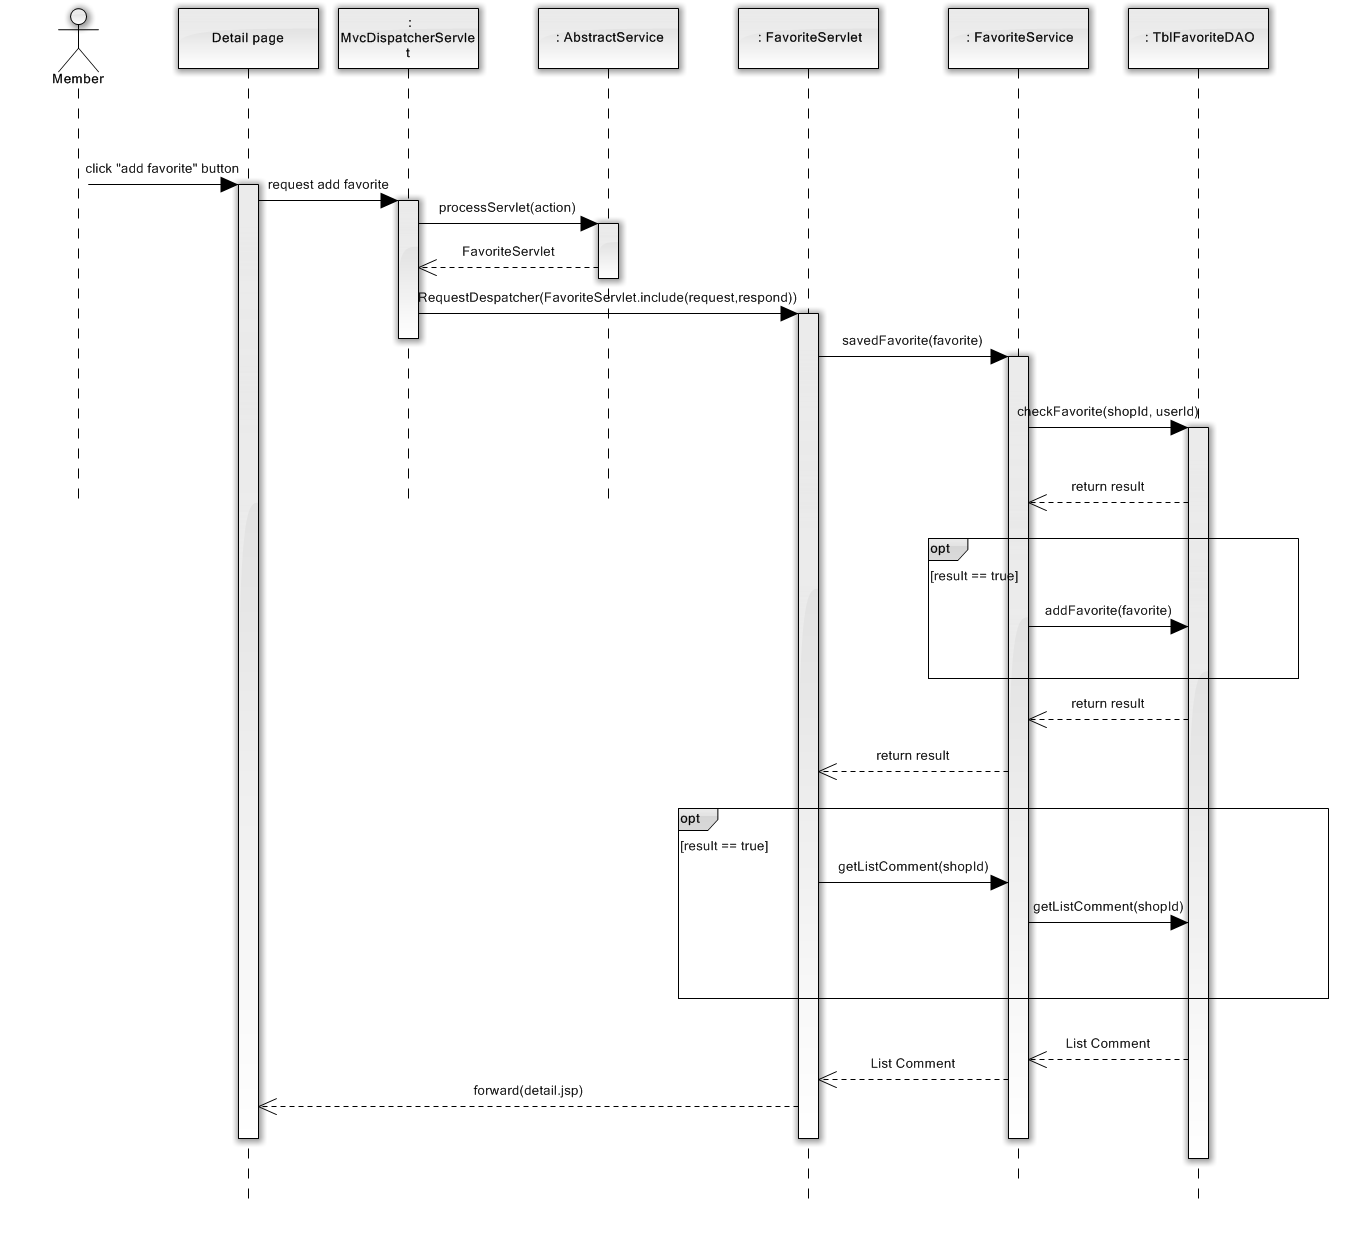 Member
Detail page
:
MvcDispatcherServle
t
: AbstractService
: FavoriteServlet
: FavoriteService
: TblFavoriteDAO
click "add favorite" button
request add favorite
processServlet(action)
FavoriteServlet
RequestDespatcher(FavoriteServlet.include(request,respond))
savedFavorite(favorite)
checkFavorite(shopId, userId)
return result
opt
[result == true]
addFavorite(favorite)
return result
return result
opt
[result == true]
getListComment(shopId)
getListComment(shopId)
List Comment
List Comment
forward(detail.jsp)